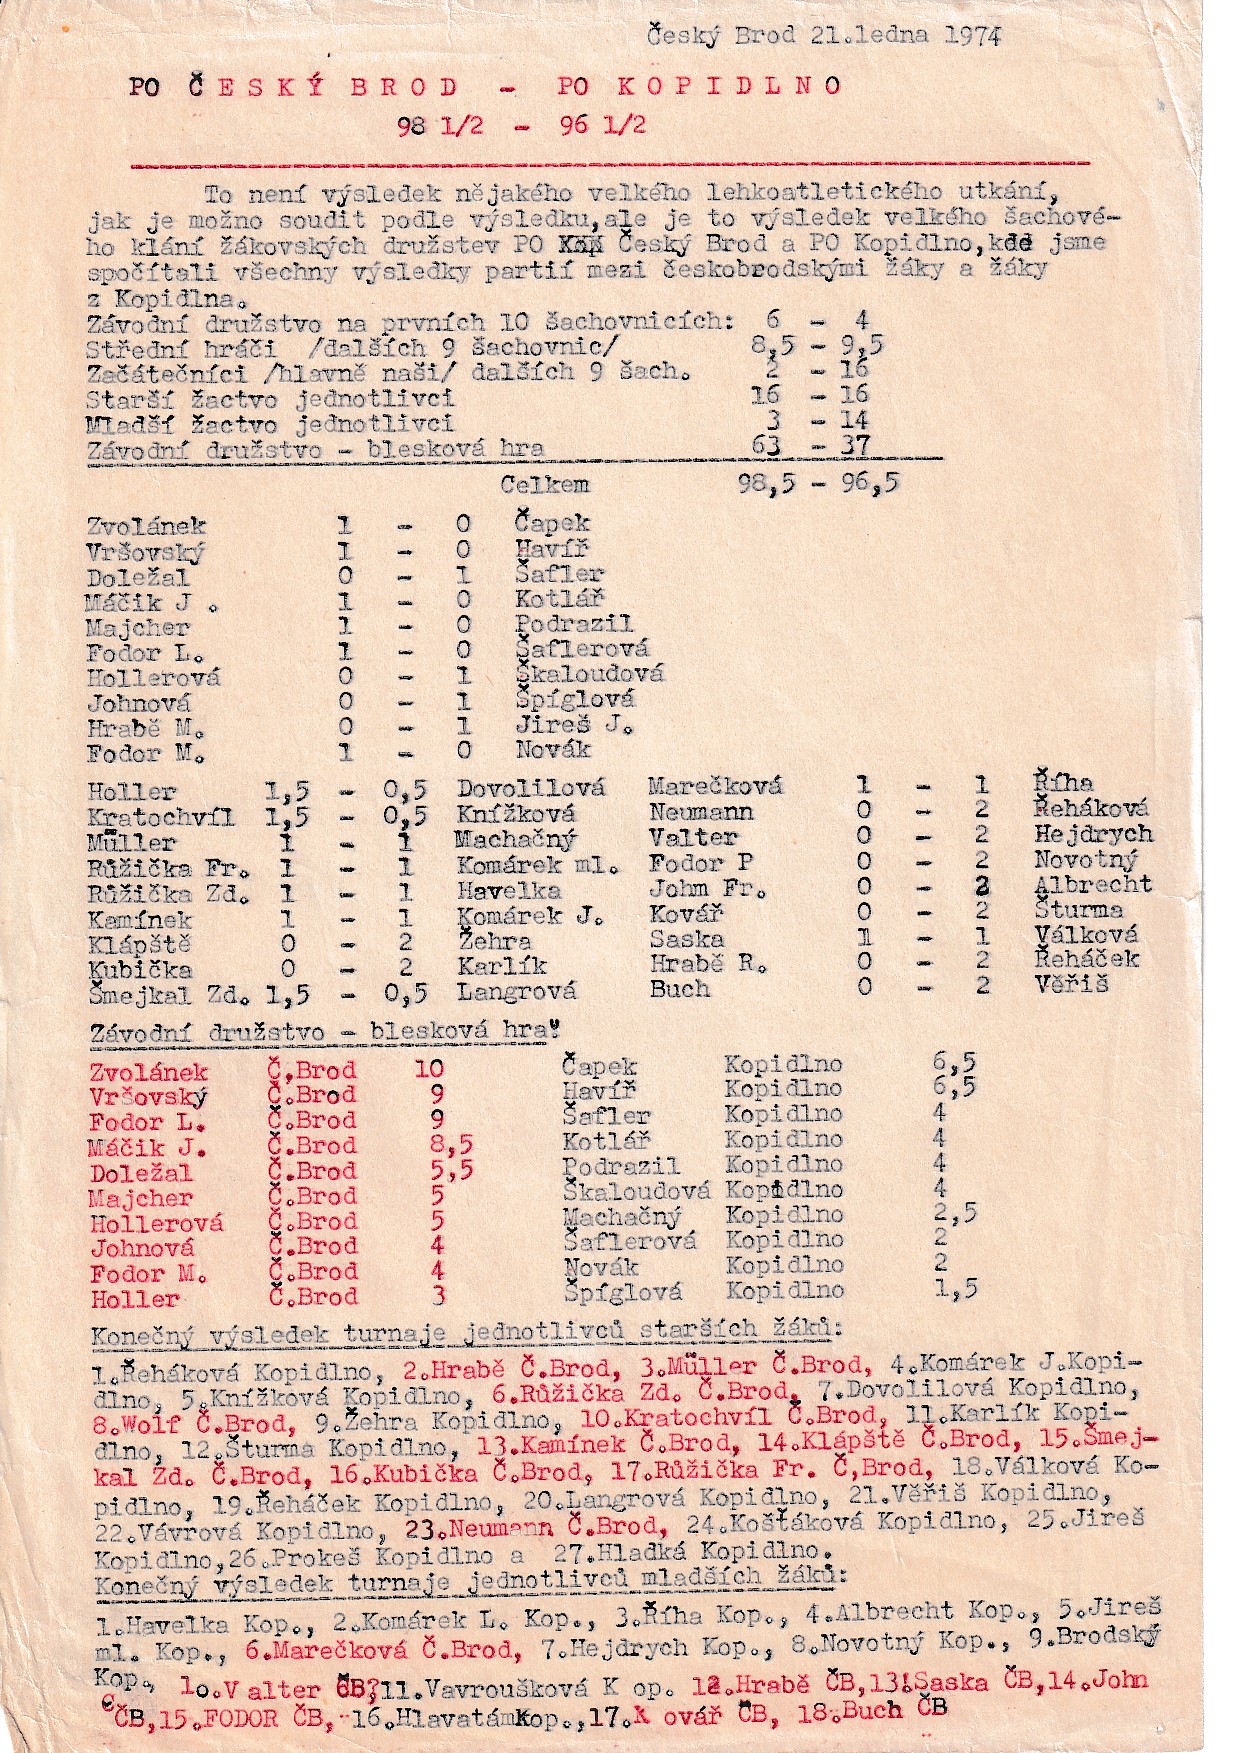 Český Brod 21.ledna 1974
PO ČESKÝ BROD - PO KOPIDLNO
98 1/2 - 96 1/2
To není výsledek nějakého velkého lehkoatletického utkání,
jak je možno soudit podle výsledku,ale je to výsledek velkého šachové-
ho klání žákovských družstev PO Český Brod a PO Kopidlno,kde jsme
spočítali všechny výsledky partií mezi českobrodskými žáky a žáky
z Kopidlna.
Závodní družstvo na prvních 10 šachovnicích: 6 - 4
Střední hráči /dalších 9 šachovnic/ 8,5 - 9,5
Začátečníci /hlavně naši/ dalších 9 šach. 2 - 16
Starší žactvo jednotlivci 16 - 16
Mladší žactvo jednotlivci 3 - 14
Závodní družstvo - blesková hra 63 - 37
Celkem 98,5 - 96,5
Zvolánek 1 - 0 Čapek
Vršovský 1 - 0 Havíř
Doležal 0 - 1 Šafler
Máčik J . 1 - 0 Kotlář
Majcher 1 - 0 Podrazil
Fodor L. 1 - 0 Šaflerová
Hollerová 0 - 1 Škaloudová
Johnová 0 - 1 Špíglová
Hrabě M. 0 - 1 Jireš J.
Fodor M. 1 - 0 Novák
Holler 1,5 - 0,5 Dovolilová Marečková 1 - 1 Říha
Kratochvíl 1,5 - 0,5 Knížková Neumann 0 - 2 Řeháková
Müller 1 - 1 Machačný Valter 0 - 2 Hejdrych
Růžička Fr. 1 - 1 Komárek ml. Fodor P 0 - 2 Novotný
Růžička Zd. 1 - 1 Havelka Johm Fr. 0 - 2 Albrecht
Kamínek 1 - 1 Komárek J. Kovář 0 - 2 Šturma
Klápště 0 - 2 Žehra Saska 1 - 1 Válková
Kubička 0 - 2 Karlík Hrabě R. 0 - 2 Řeháček
Šmejkal Zd. 1,5 - 0,5 Langrová Buch 0 - 2 Věřiš
Závodní družstvo - blesková hra:
Zvolánek Č,Brod 10 Čapek Kopidlno 6,5
Vršovský Č.Brod 9 Havíř Kopidlno 6,5
Fodor L. Č.Brod 9 Šafler Kopidlno 4
Máčik J. Č.Brod 8,5 Kotlář Kopidlno 4
Doležal Č.Brod 5,5 Podrazil Kopidlno 4
Majcher Č.Brod 5 Škaloudová Kopidlno 4
Hollerová Č.Brod 5 Machačný Kopidlno 2,5
Johnová Č.Brod 4 Šaflerová Kopidlno 2
Fodor M. Č.Brod 4 Novák Kopidlno 2
Holler Č.Brod 3 Špíglová Kopidlno 1,5
Konečný výsledek turnaje jednotlivců starších žáků:
1.Řeháková Kopidlno, 2.Hrabě Č.Brod, 3.Müller Č.Brod, 4.Komárek J.Kopi-
dlno, 5.Knížková Kopidlno, 6.Růžička Zd. Č.Brod, 7.Dovolilová Kopidlno,
8.Wolf Č.Brod, 9.Žehra Kopidlno, 10.Kratochvíl Č.Brod, 11.Karlík Kopi-
dlno, 12.Šturma Kopidlno, 13.Kamínek Č.Brod, 14.Klápště Č.Brod, 15.Šmej-
kal Zd. Č.Brod, 16.Kubička Č.Brod, 17.Růžička Fr. Č,Brod, 18.Válková Ko-
pidlno, 19.Řeháček Kopidlno, 20.Langrová Kopidlno, 21.Věřiš Kopidlno,
22.Vávrová Kopidlno, 23.Neumann Č.Brod, 24.Košťáková Kopidlno, 25.Jireš
Kopidlno,26.Prokeš Kopidlno a 27.Hladká Kopidlno.
Konečný výsledek turnaje jednotlivců mladších žáků:
1.Havelka Kop., 2.Komárek L. Kop., 3.Říha Kop., 4.Albrecht Kop., 5.Jireš
ml. Kop., 6.Marečková Č.Brod, 7.Hejdrych Kop., 8.Novotný Kop., 9.Brodský
Kop., 1o.V alter ČB,11.Vavroušková K op. 12.Hrabě ČB,13.Saska ČB,14.John
ČB,15.FODOR ČB, 16.Hlavatá Kop.,17.K ovář ČB, 18.Buch ČB